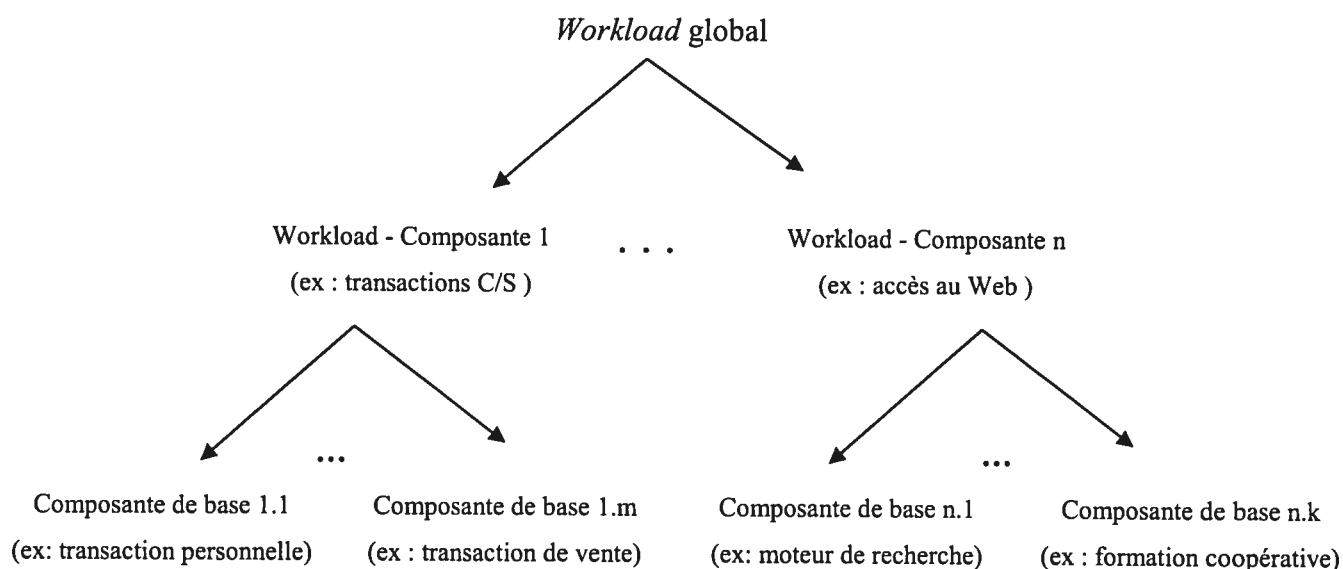 Workload global
Workload - Composante 1
(ex : transactions C/S )
. . .
Workload - Composante n
(ex : accès au Web )
...
...
Composante de base 1.1
(ex: transaction personnelle)
Composante de base 1.m
(ex : transaction de vente)
Composante de base n.1
(ex: moteur de recherche)
Composante de base n.k
(ex : formation coopérative)